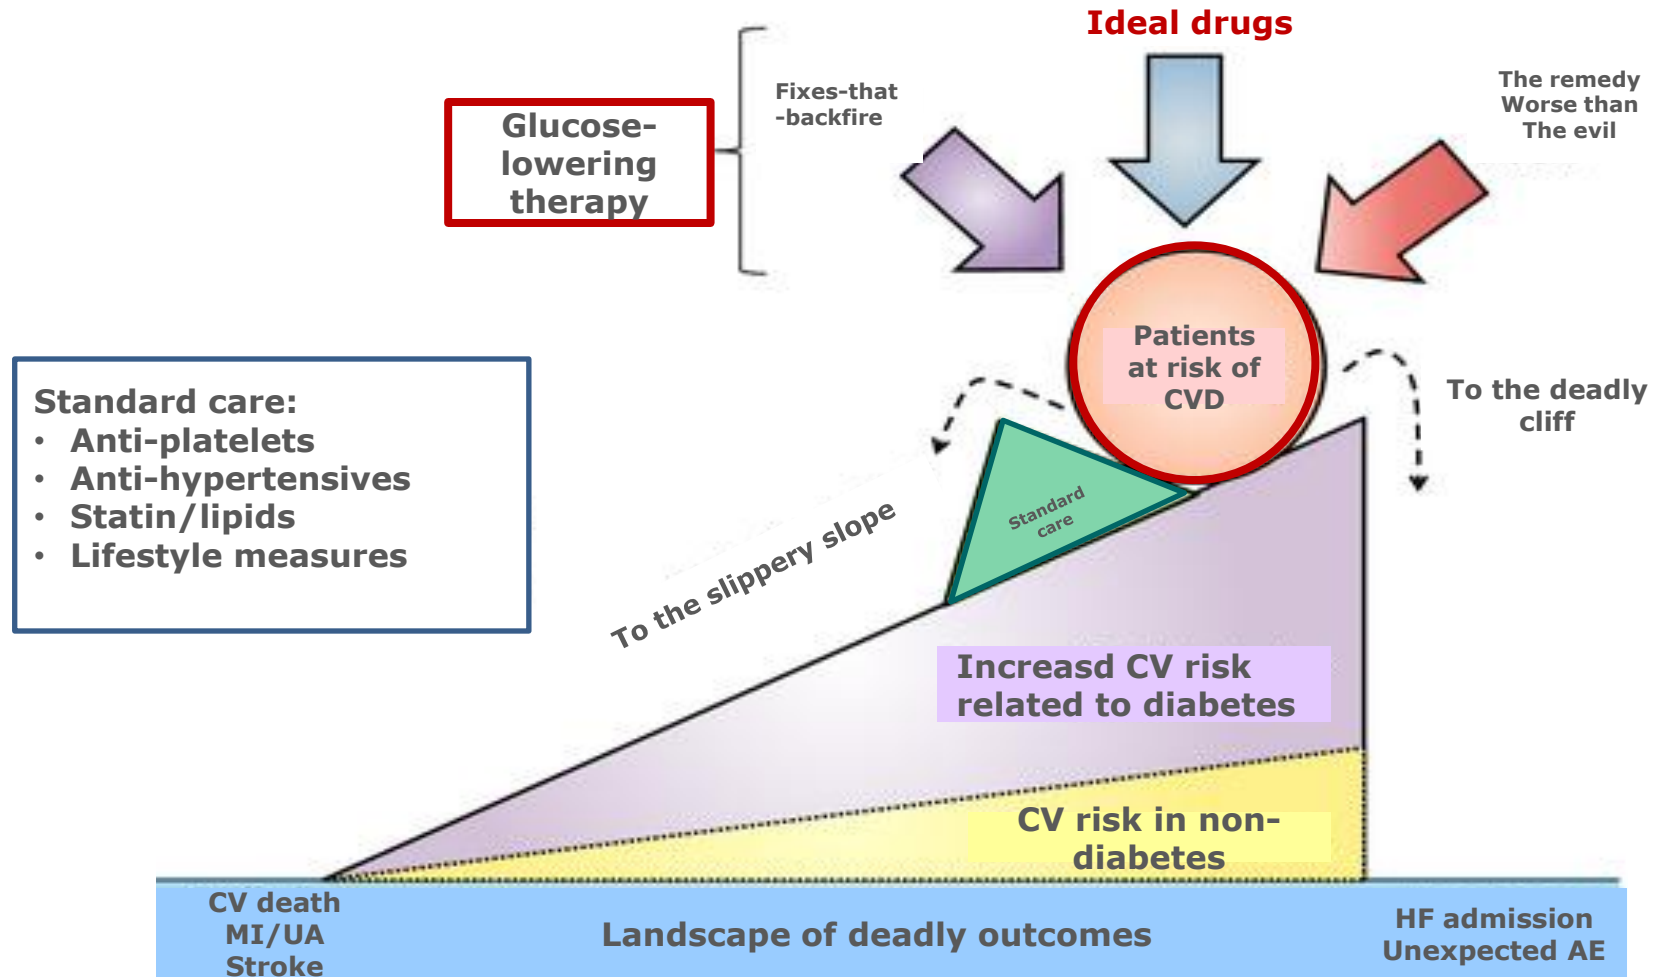 Ideal drugs
Fixes-that
-backfire
The remedy
Worse than
The evil
Glucose-
lowering
therapy
Patients
at risk of
CVD
To the deadly
cliff
Standard care:
• Anti-platelets
• Anti-hypertensives
• Statin/lipids
• Lifestyle measures
Standard
care
To the slippery slope
Increasd CV risk
related to diabetes
CV risk in non-
diabetes
CV death
MI/UA
Stroke
Landscape of deadly outcomes
HF admission
Unexpected AE